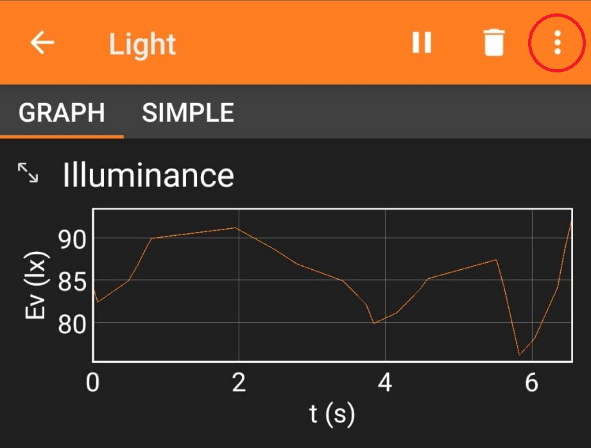 Light
GRAPH SIMPLE
Illuminance
Ev (lx)
90
85
80
0 2 4 6
t (s)